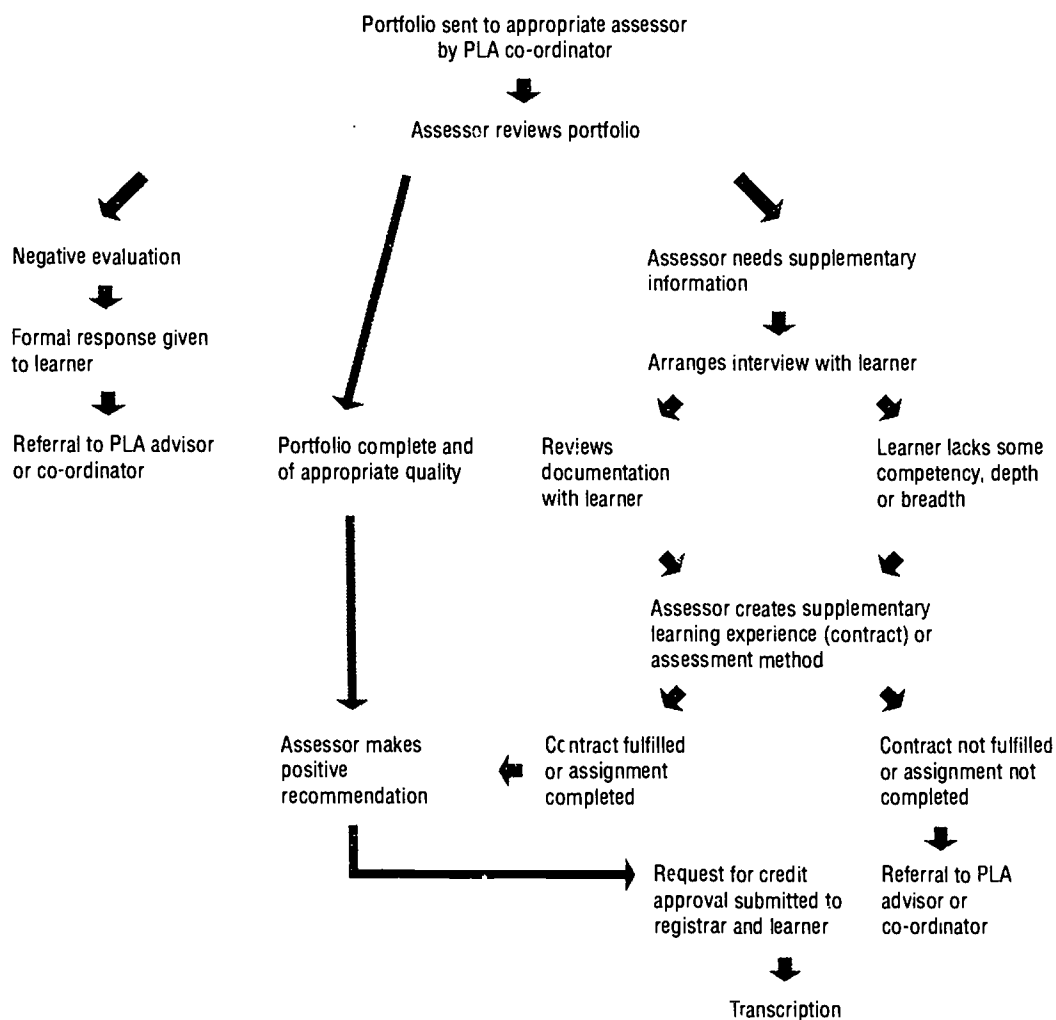 Portfolio sent to appropriate assessor
by PLA co-ordinator
Assessor reviews portfolio
Negative evaluation
Formal response given
to learner
Referral to PLA advisor
or co-ordinator
Portfolio complete and
of appropriate quality
Assessor needs supplementary
information
Arranges interview with learner
Reviews
documentation
with learner
Learner lacks some
competency, depth
or breadth
Assessor creates supplementary
learning experience (contract) or
assessment method
Assessor makes
positive
recommendation
Contract fulfilled
or assignment
completed
Contract not fulfilled
or assignment not
completed
Request for credit
approval submitted to
registrar and learner
Referral to PLA
advisor or
co-ordinator
Transcription